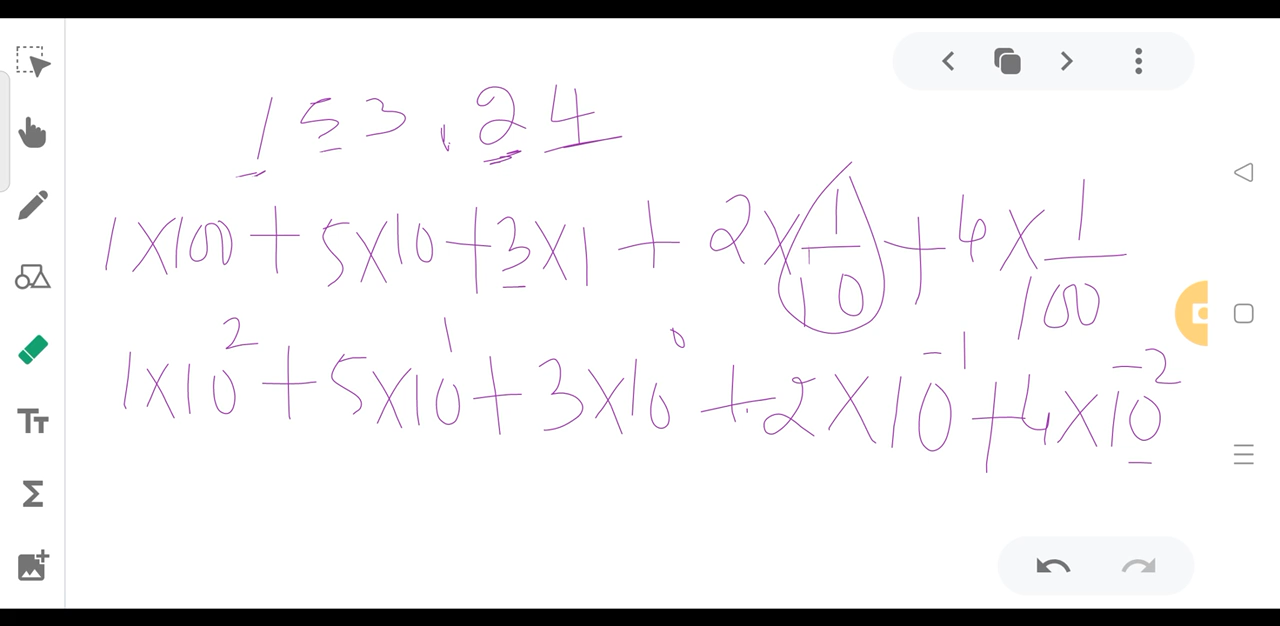 153.24
1×100 + 5×10 + 3×1 + 2×1/10 + 4×1/100
1×10² + 5×10¹ + 3×10⁰ + 2×10⁻¹ + 4×10⁻²
Tт
Σ